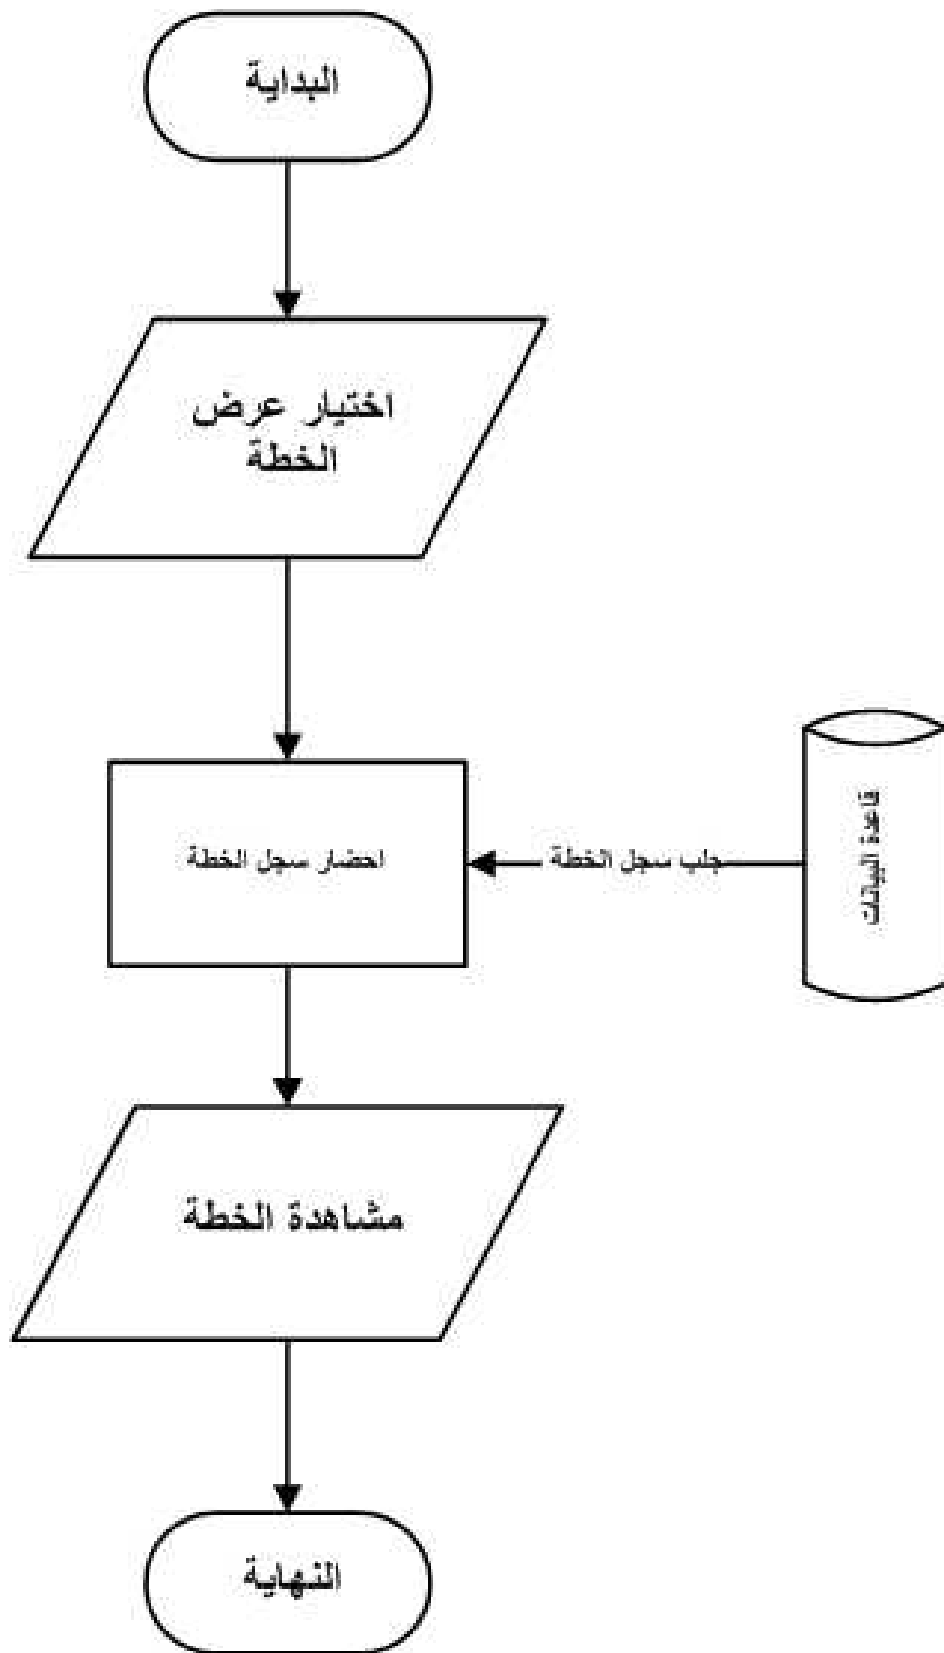 البداية
اختيار عرض
الخطة
احضار سجل الخطة
جلب سجل الخطة
قاعدة البيانات
مشاهدة الخطة
النهاية